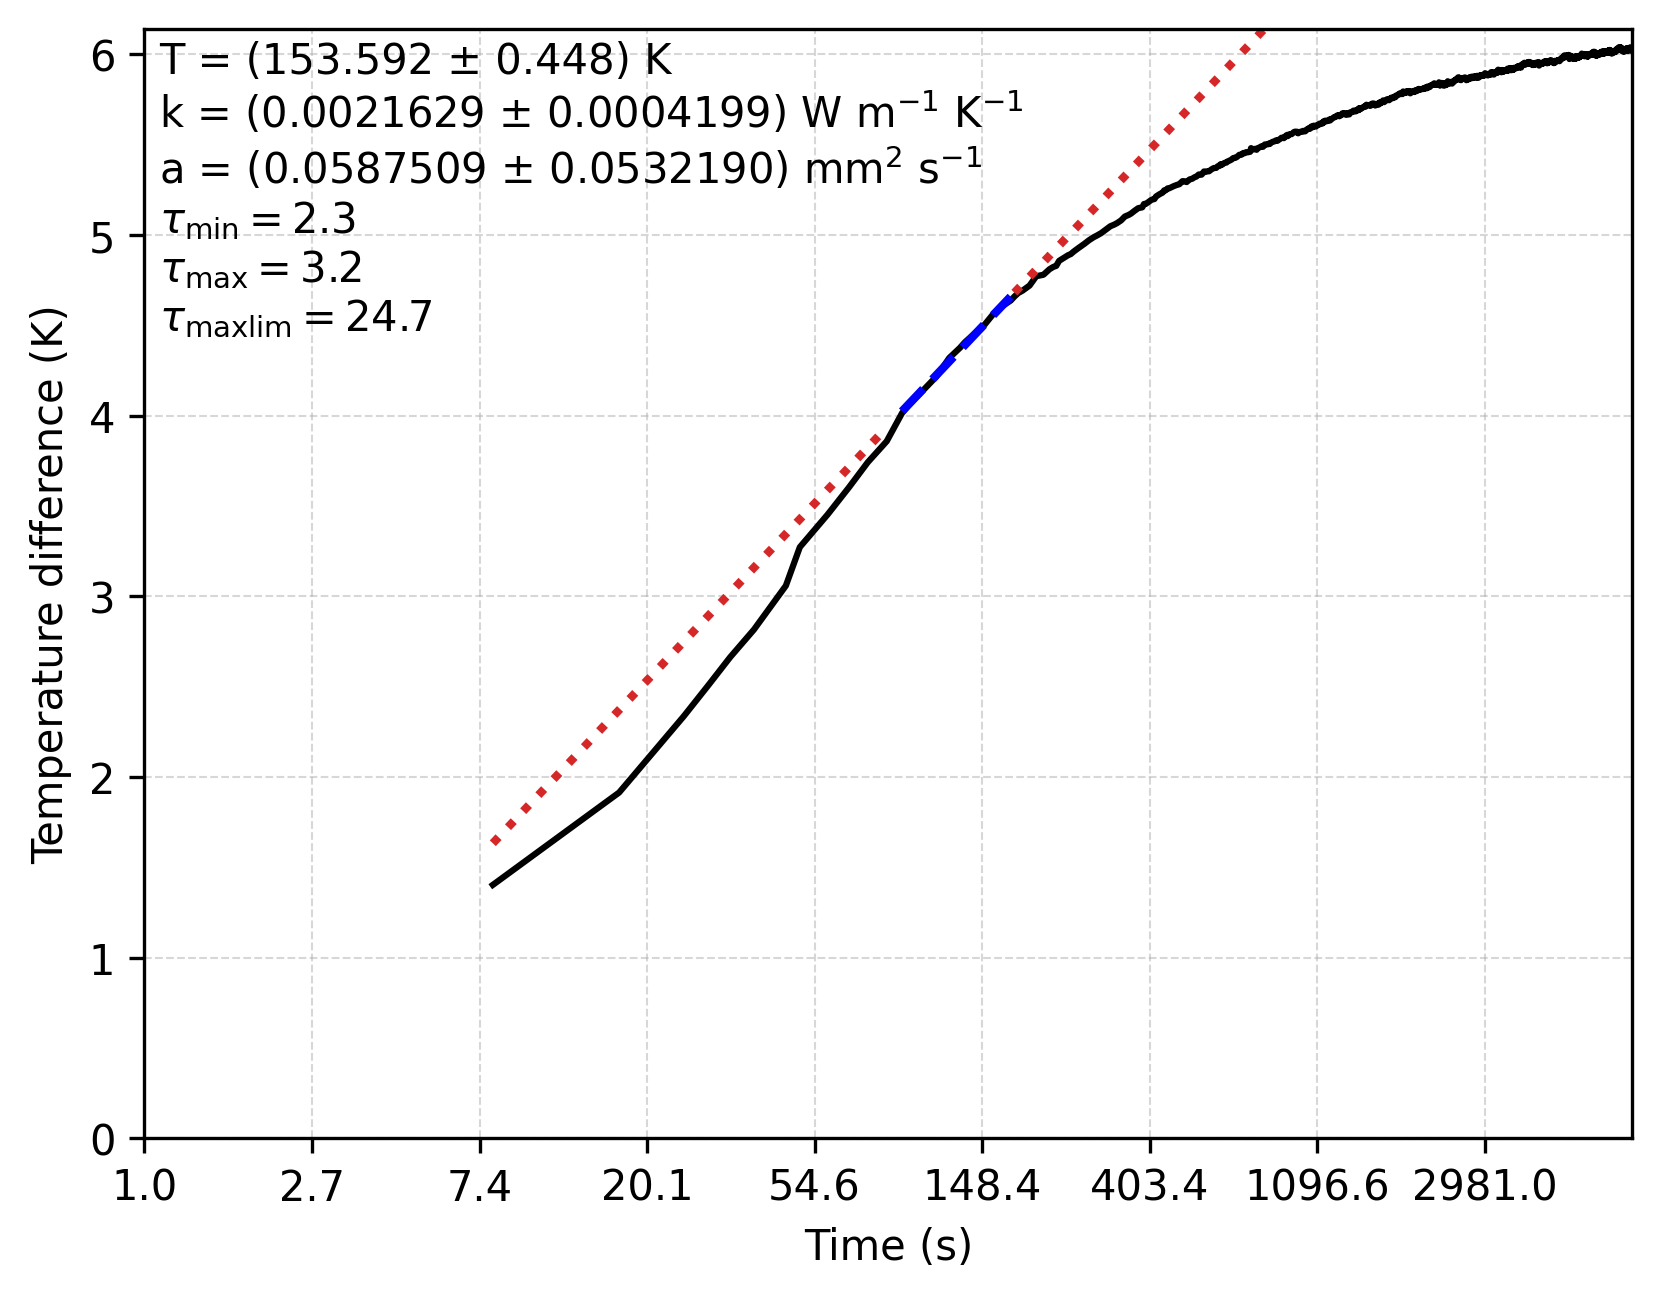 T = (153.592 ± 0.448) K
k = (0.0021629 ± 0.0004199) W m⁻¹ K⁻¹
a = (0.0587509 ± 0.0532190) mm² s⁻¹
τmin = 2.3
τmax = 3.2
τmaxlim = 24.7
Temperature difference (K)
6
5
4
3
2
1
0
1.0 2.7 7.4 20.1 54.6 148.4 403.4 1096.6 2981.0
Time (s)